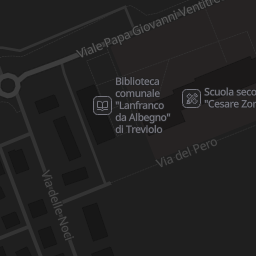 Viale Papa Giovanni
Biblioteca
comunale
"Lanfranco
da Albegno"
di Treviolo
Scuola seco
"Cesare Zon
Via del Pero
Via delle Noci